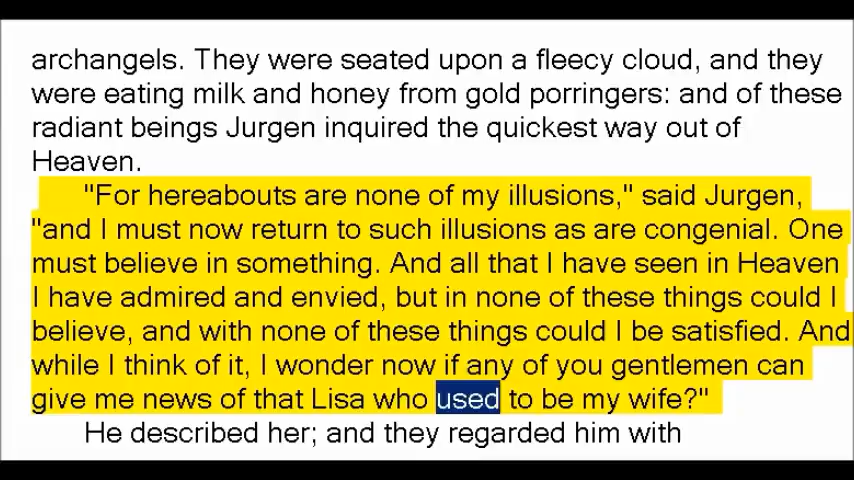 archangels. They were seated upon a fleecy cloud, and they
were eating milk and honey from gold porringers: and of these
radiant beings Jurgen inquired the quickest way out of
Heaven.
"For hereabouts are none of my illusions," said Jurgen,
"and I must now return to such illusions as are congenial. One
must believe in something. And all that I have seen in Heaven
I have admired and envied, but in none of these things could I
believe, and with none of these things could I be satisfied. And
while I think of it, I wonder now if any of you gentlemen can
give me news of that Lisa who used to be my wife?"
He described her; and they regarded him with